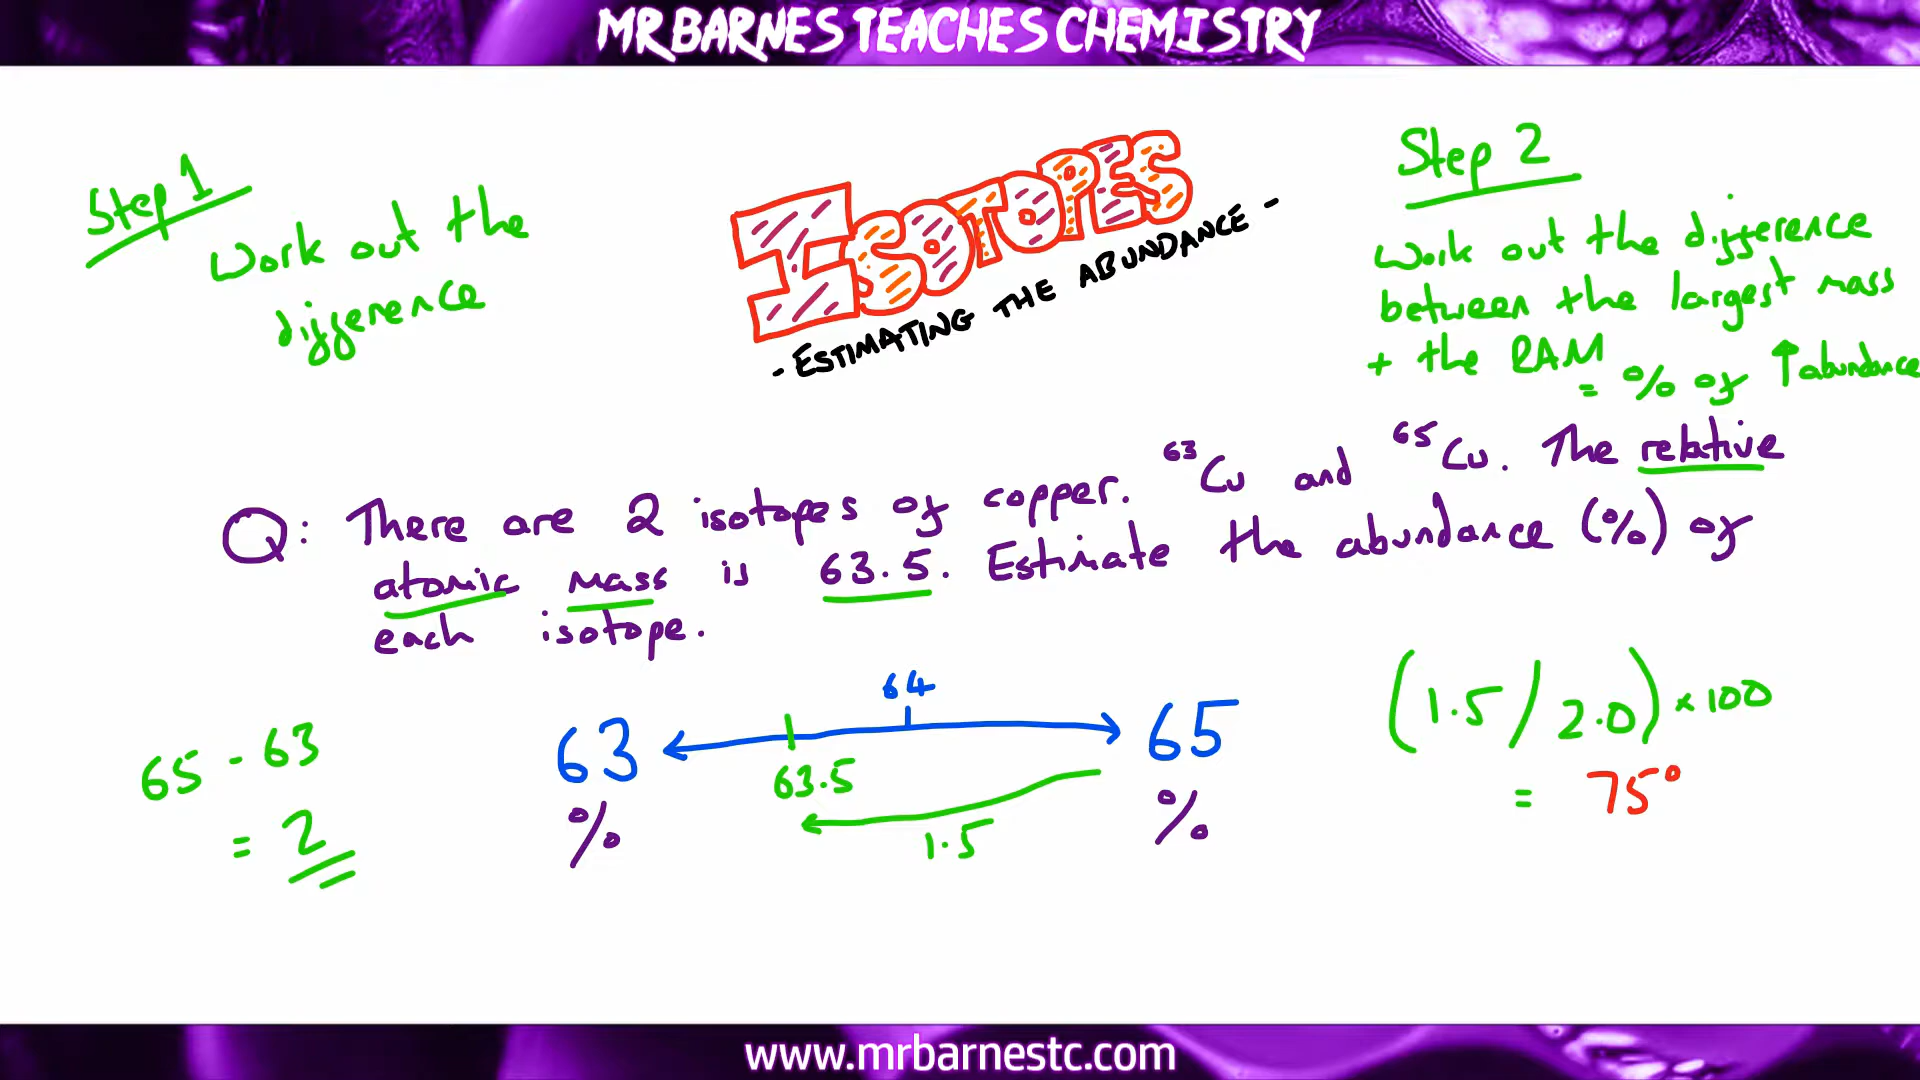 MR BARNES TEACHES CHEMISTRY
Step 1
Work out the
difference
ISOTOPES
- ESTIMATING THE ABUNDANCE -
Step 2
Work out the difference
between the largest mass
+ the RAM
= % of ↑ abundance
Q: There are 2 isotopes of copper. ⁶³Cu and ⁶⁵Cu. The relative
atomic mass is 63.5. Estimate the abundance (%) of
each isotope.
65 - 63
= 2
64
63 65
63.5
1.5
% %
(1.5/2.0) × 100
= 75°
www.mrbarnestc.com